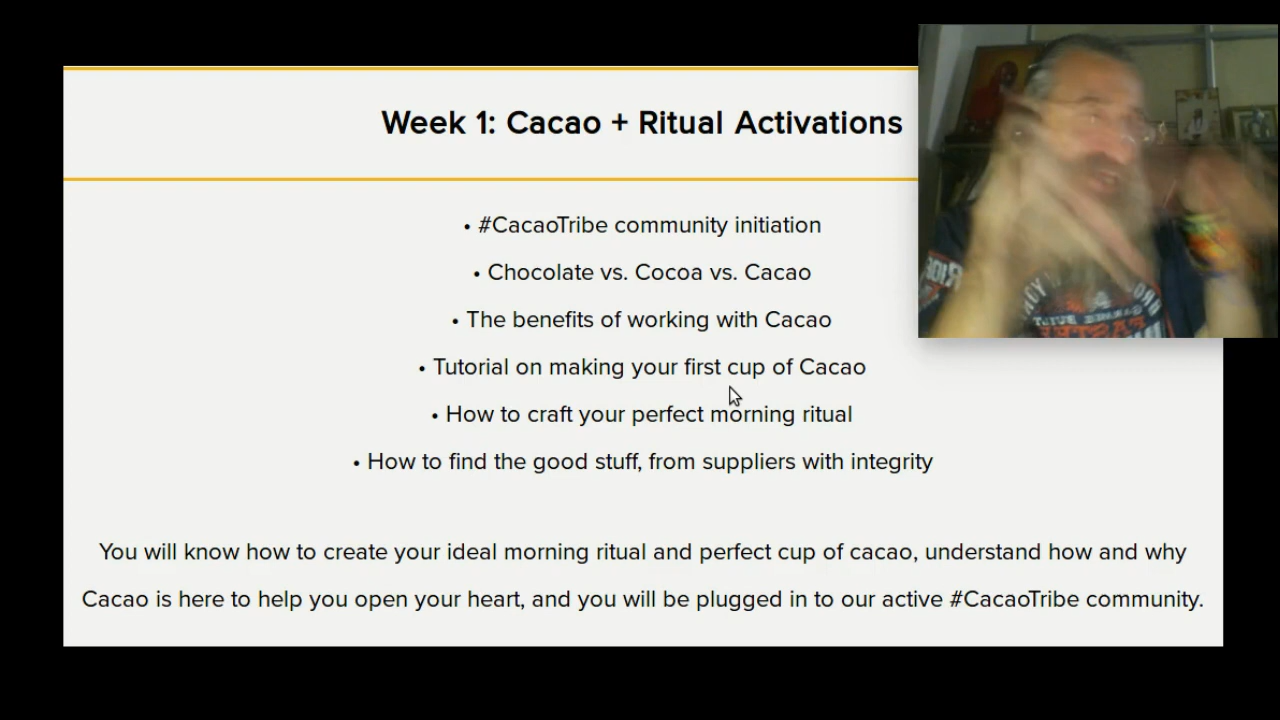 Week 1: Cacao + Ritual Activations
• #CacaoTribe community initiation
• Chocolate vs. Cocoa vs. Cacao
• The benefits of working with Cacao
• Tutorial on making your first cup of Cacao
• How to craft your perfect morning ritual
• How to find the good stuff, from suppliers with integrity
You will know how to create your ideal morning ritual and perfect cup of cacao, understand how and why
Cacao is here to help you open your heart, and you will be plugged in to our active #CacaoTribe community.